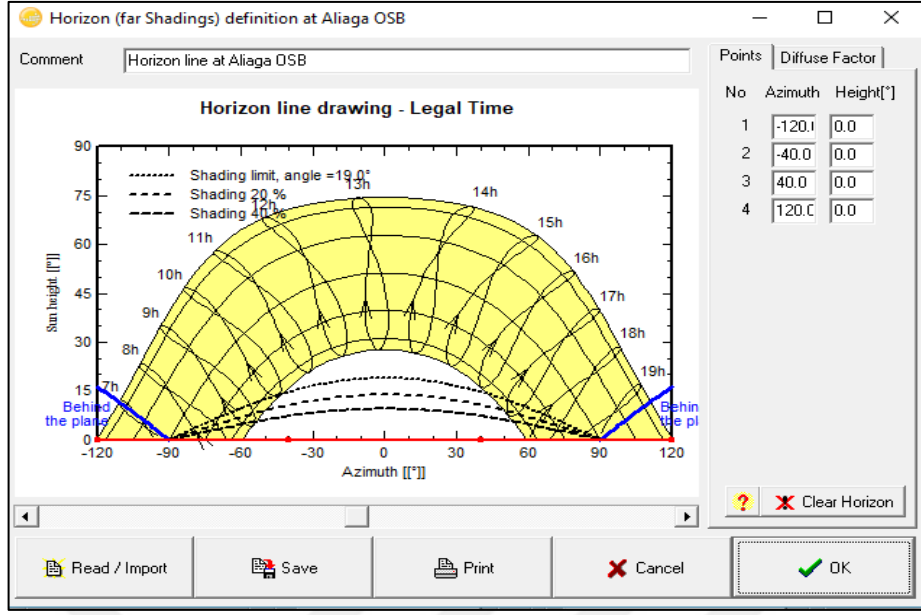 Horizon (far Shadings) definition at Aliaga OSB
Comment
Horizon line at Aliaga OSB
Points
Diffuse Factor
No Azimuth Height[°]
1 -120. 0.0
2 -40.0 0.0
3 40.0 0.0
4 120.0 0.0
Horizon line drawing - Legal Time
Shading limit, angle =19.0°
Shading 20 %
Shading 40 %
90
75
60
45
30
15
0
Sun height [[°]]
7h
8h
9h
10h
11h
12h
13h
14h
15h
16h
17h
18h
19h
Behind
the plane
Behin
the pl
-120 -90 -60 -30 0 30 60 90 120
Azimuth [[°]]
? Clear Horizon
Read / Import
Save
Print
Cancel
OK